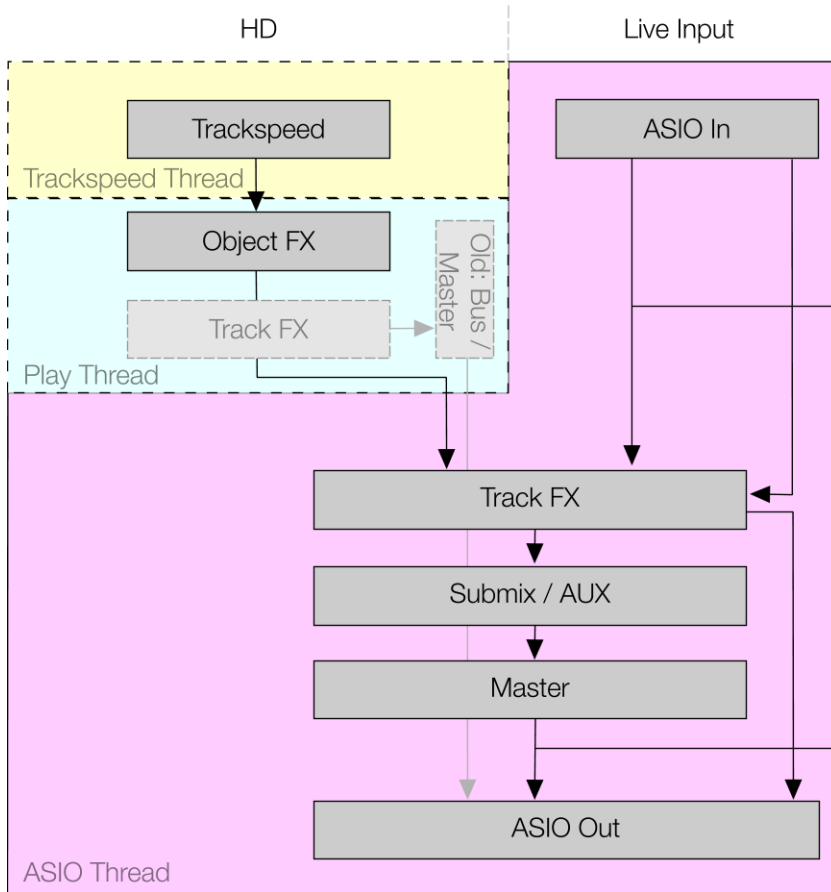 HD
Live Input
Trackspeed
ASIO In
Trackspeed Thread
Object FX
Old: Bus /
Master
Track FX
Play Thread
Track FX
Submix / AUX
Master
ASIO Out
ASIO Thread